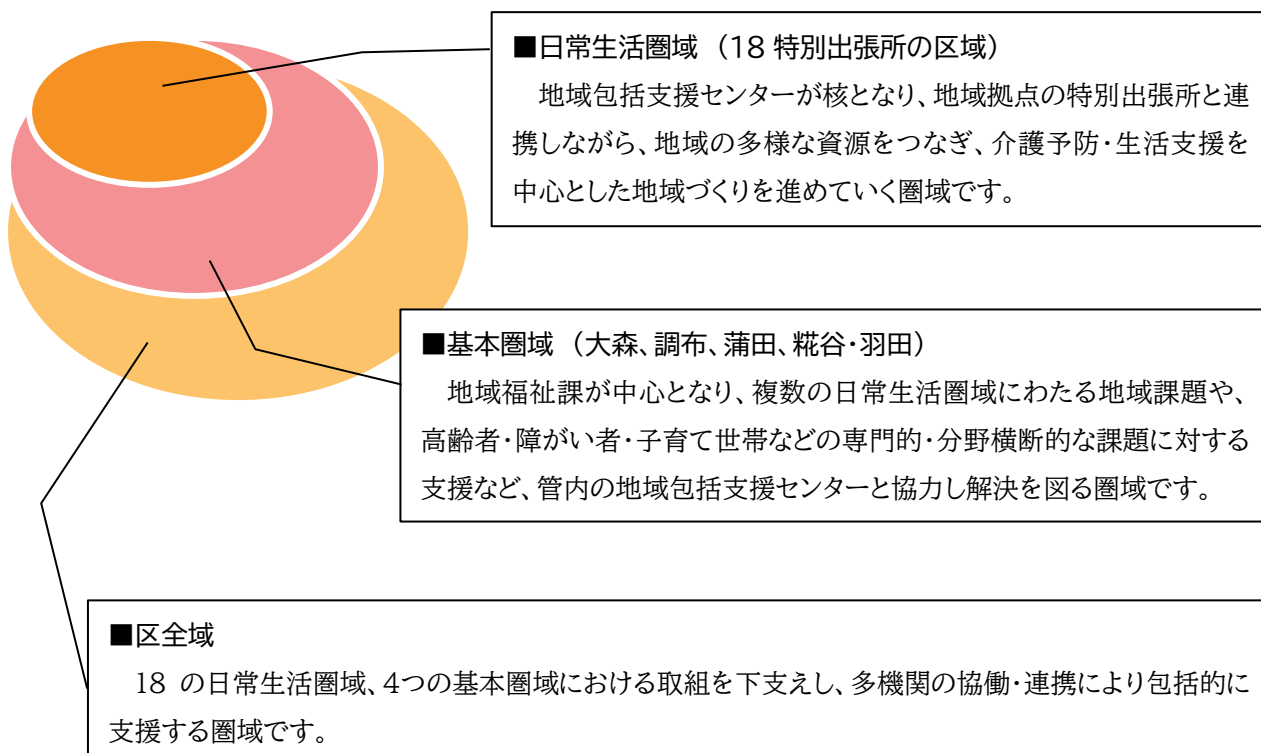 ■日常生活圏域 （18 特別出張所の区域）
　地域包括支援センターが核となり、地域拠点の特別出張所と連
携しながら、地域の多様な資源をつなぎ、介護予防・生活支援を
中心とした地域づくりを進めていく圏域です。
■基本圏域 （大森、調布、蒲田、糀谷・羽田）
　地域福祉課が中心となり、複数の日常生活圏域にわたる地域課題や、
高齢者・障がい者・子育て世帯などの専門的・分野横断的な課題に対する
支援など、管内の地域包括支援センターと協力し解決を図る圏域です。
■区全域
　18 の日常生活圏域、4つの基本圏域における取組を下支えし、多機関の協働・連携により包括的に
支援する圏域です。